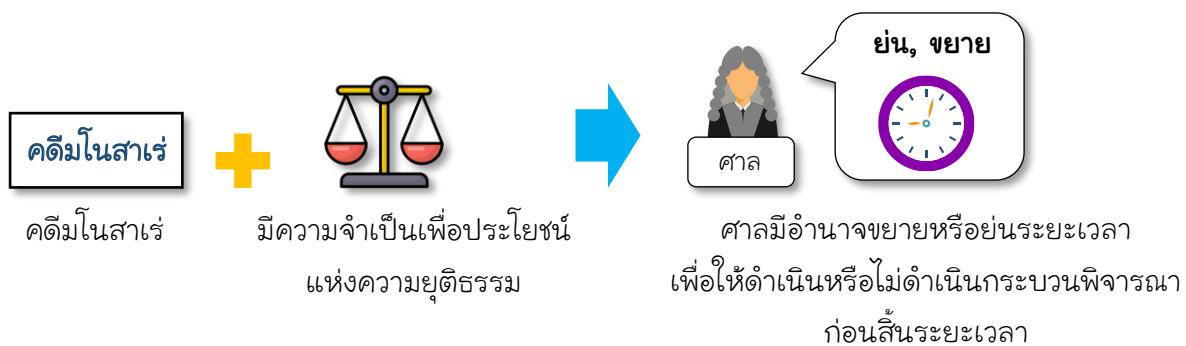 ย่น, ขยาย
คดีมโนสาเร่
ศาล
คดีมโนสาเร่
มีความจำเป็นเพื่อประโยชน์
แห่งความยุติธรรม
ศาลมีอำนาจขยายหรือย่นระยะเวลา
เพื่อให้ดำเนินหรือไม่ดำเนินกระบวนพิจารณา
ก่อนสิ้นระยะเวลา